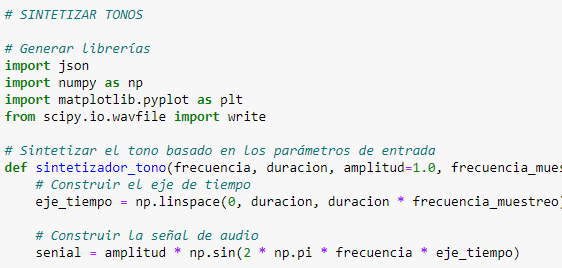 # SINTETIZAR TONOS
# Generar librerías
import json
import numpy as np
import matplotlib.pyplot as plt
from scipy.io.wavfile import write
# Sintetizar el tono basado en los parámetros de entrada
def sintetizador_tono(frecuencia, duracion, amplitud=1.0, frecuencia_mues
# Construir el eje de tiempo
eje_tiempo = np.linspace(0, duracion, duracion * frecuencia_muestreo)
# Construir la señal de audio
senial = amplitud * np.sin(2 * np.pi * frecuencia * eje_tiempo)